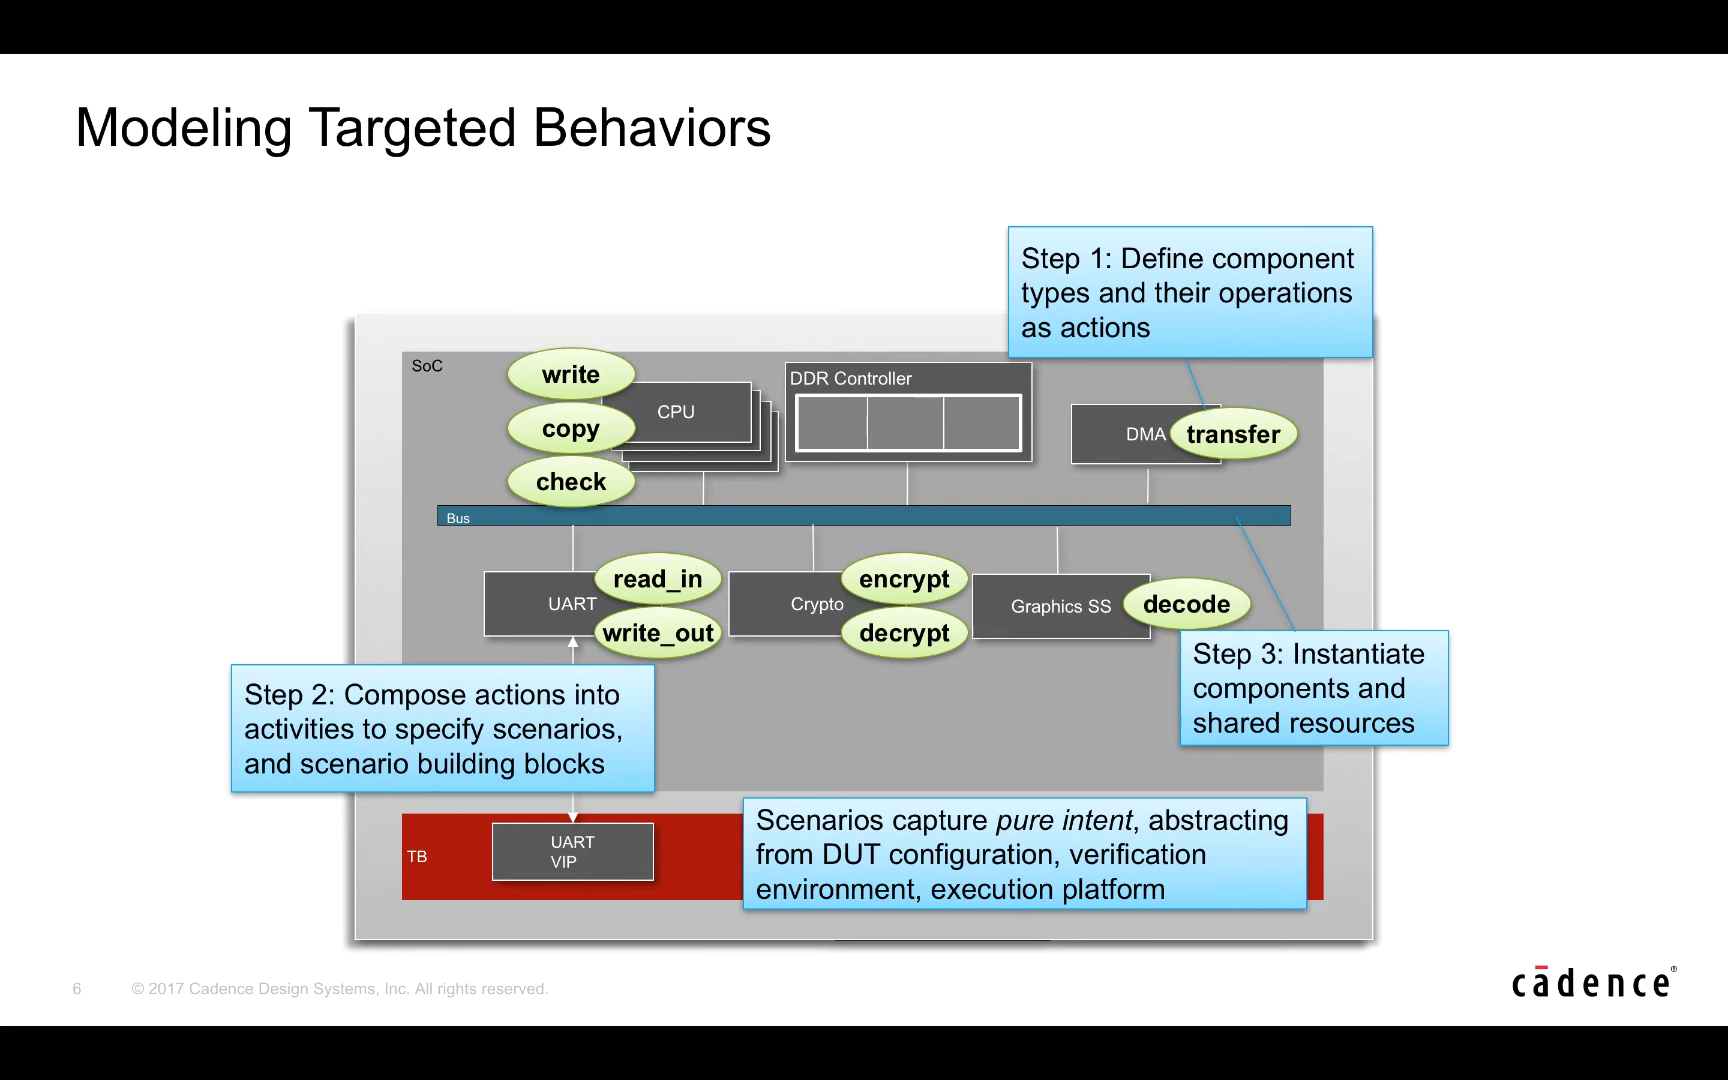 Modeling Targeted Behaviors
Step 1: Define component
types and their operations
as actions
SoC
write
copy
check
CPU
DDR Controller
DMA
transfer
Bus
UART
read_in
write_out
Crypto
encrypt
decrypt
Graphics SS
decode
Step 2: Compose actions into
activities to specify scenarios,
and scenario building blocks
Step 3: Instantiate
components and
shared resources
TB
UART
VIP
Scenarios capture pure intent, abstracting
from DUT configuration, verification
environment, execution platform
6
© 2017 Cadence Design Systems, Inc. All rights reserved.
cādence®